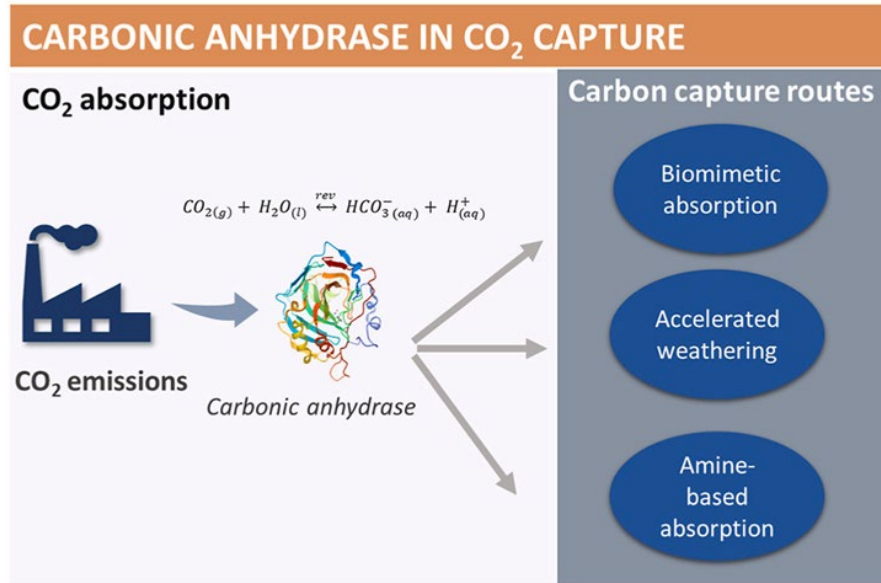 CARBONIC ANHYDRASE IN CO₂ CAPTURE
CO₂ absorption
CO₂(g) + H₂O(l) rev ↔ HCO₃⁻(aq) + H⁺(aq)
CO₂ emissions
Carbonic anhydrase
Carbon capture routes
Biomimetic
absorption
Accelerated
weathering
Amine-
based
absorption